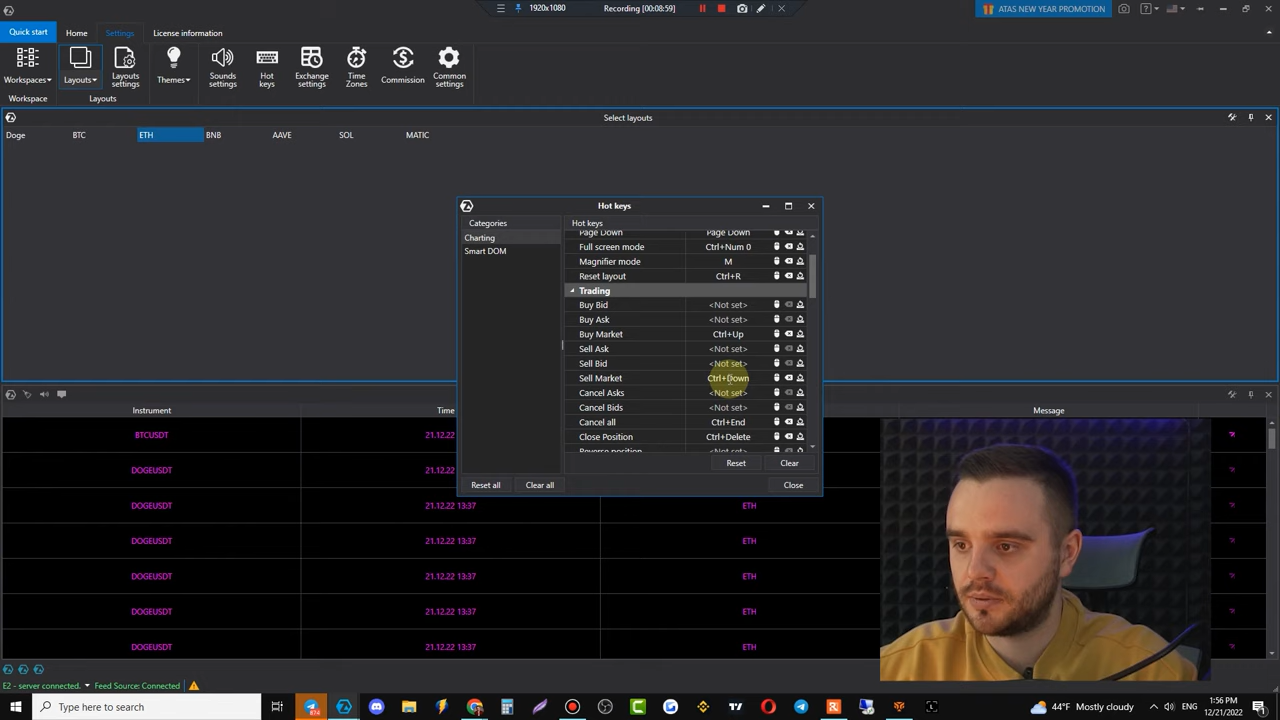 1920x1080
Recording [00:08:59]
ATAS NEW YEAR PROMOTION
Quick start
Home
Settings
License information
Workspaces
Layouts
Layouts settings
Themes
Sounds settings
Hot keys
Exchange settings
Time Zones
Commission
Common settings
Workspace
Layouts
Select layouts
Doge
BTC
ETH
BNB
AAVE
SOL
MATIC
Hot keys
Categories
Hot keys
Charting
Smart DOM
Page Down Page Down
Full screen mode Ctrl+Num 0
Magnifier mode M
Reset layout Ctrl+R
Trading
Buy Bid <Not set>
Buy Ask <Not set>
Buy Market Ctrl+Up
Sell Ask <Not set>
Sell Bid <Not set>
Sell Market Ctrl+Down
Cancel Asks <Not set>
Cancel Bids <Not set>
Cancel all Ctrl+End
Close Position Ctrl+Delete
Reverse position <Not set>
Reset Clear
Reset all Clear all Close
Instrument Time Message
BTCUSDT 21.12.22 13:37
DOGEUSDT 21.12.22 13:37
DOGEUSDT 21.12.22 13:37 ETH
DOGEUSDT 21.12.22 13:37 ETH
DOGEUSDT 21.12.22 13:37 ETH
DOGEUSDT 21.12.22 13:37 ETH
DOGEUSDT 21.12.22 13:37 ETH
E2 - server connected. Feed Source: Connected
Type here to search
674
44°F Mostly cloudy
1:56 PM
12/21/2022